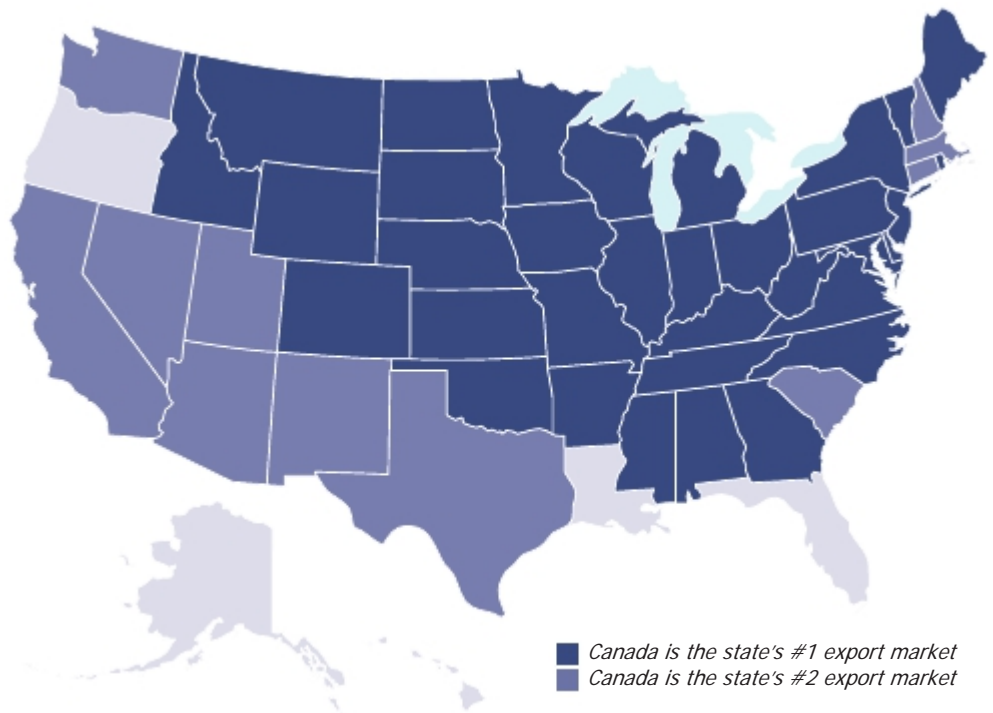 Canada is the state's #1 export market
Canada is the state's #2 export market